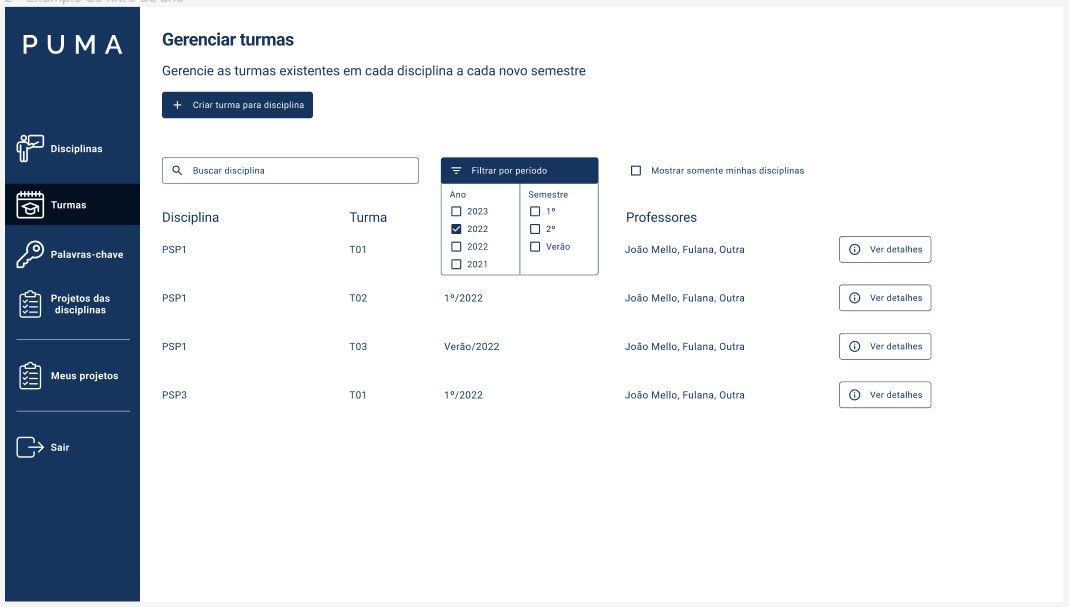 2 - Exemplo do filtro de ano
PUMA
Disciplinas
Turmas
Palavras-chave
Projetos das
disciplinas
Meus projetos
Sair
Gerenciar turmas
Gerencie as turmas existentes em cada disciplina a cada novo semestre
+ Criar turma para disciplina
Buscar disciplina
Filtrar por período
Mostrar somente minhas disciplinas
Ano Semestre
2023 1º
2022 2º
2022 Verão
2021
Disciplina Turma Professores
PSP1 T01 João Mello, Fulana, Outra Ver detalhes
PSP1 T02 1º/2022 João Mello, Fulana, Outra Ver detalhes
PSP1 T03 Verão/2022 João Mello, Fulana, Outra Ver detalhes
PSP3 T01 1º/2022 João Mello, Fulana, Outra Ver detalhes